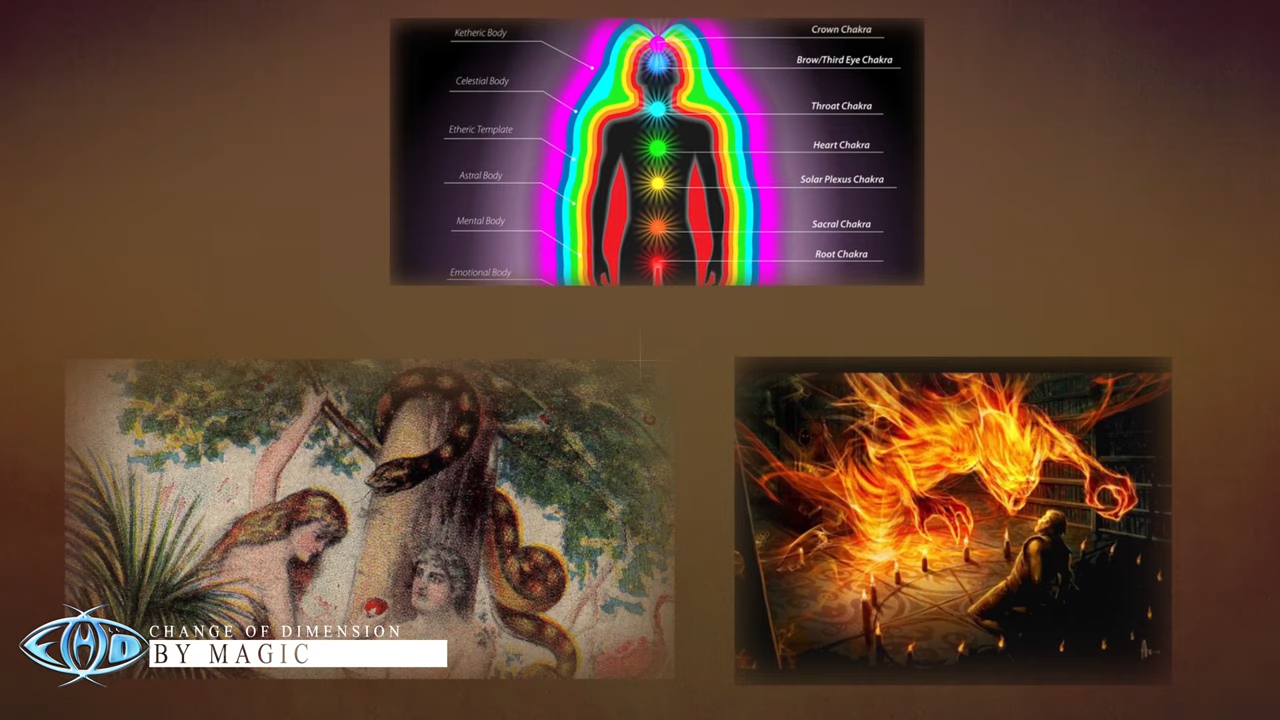 Ketheric Body
Celestial Body
Etheric Template
Astral Body
Mental Body
Emotional Body
Crown Chakra
Brow/Third Eye Chakra
Throat Chakra
Heart Chakra
Solar Plexus Chakra
Sacral Chakra
Root Chakra
CHANGE OF DIMENSION
BY MAGIC